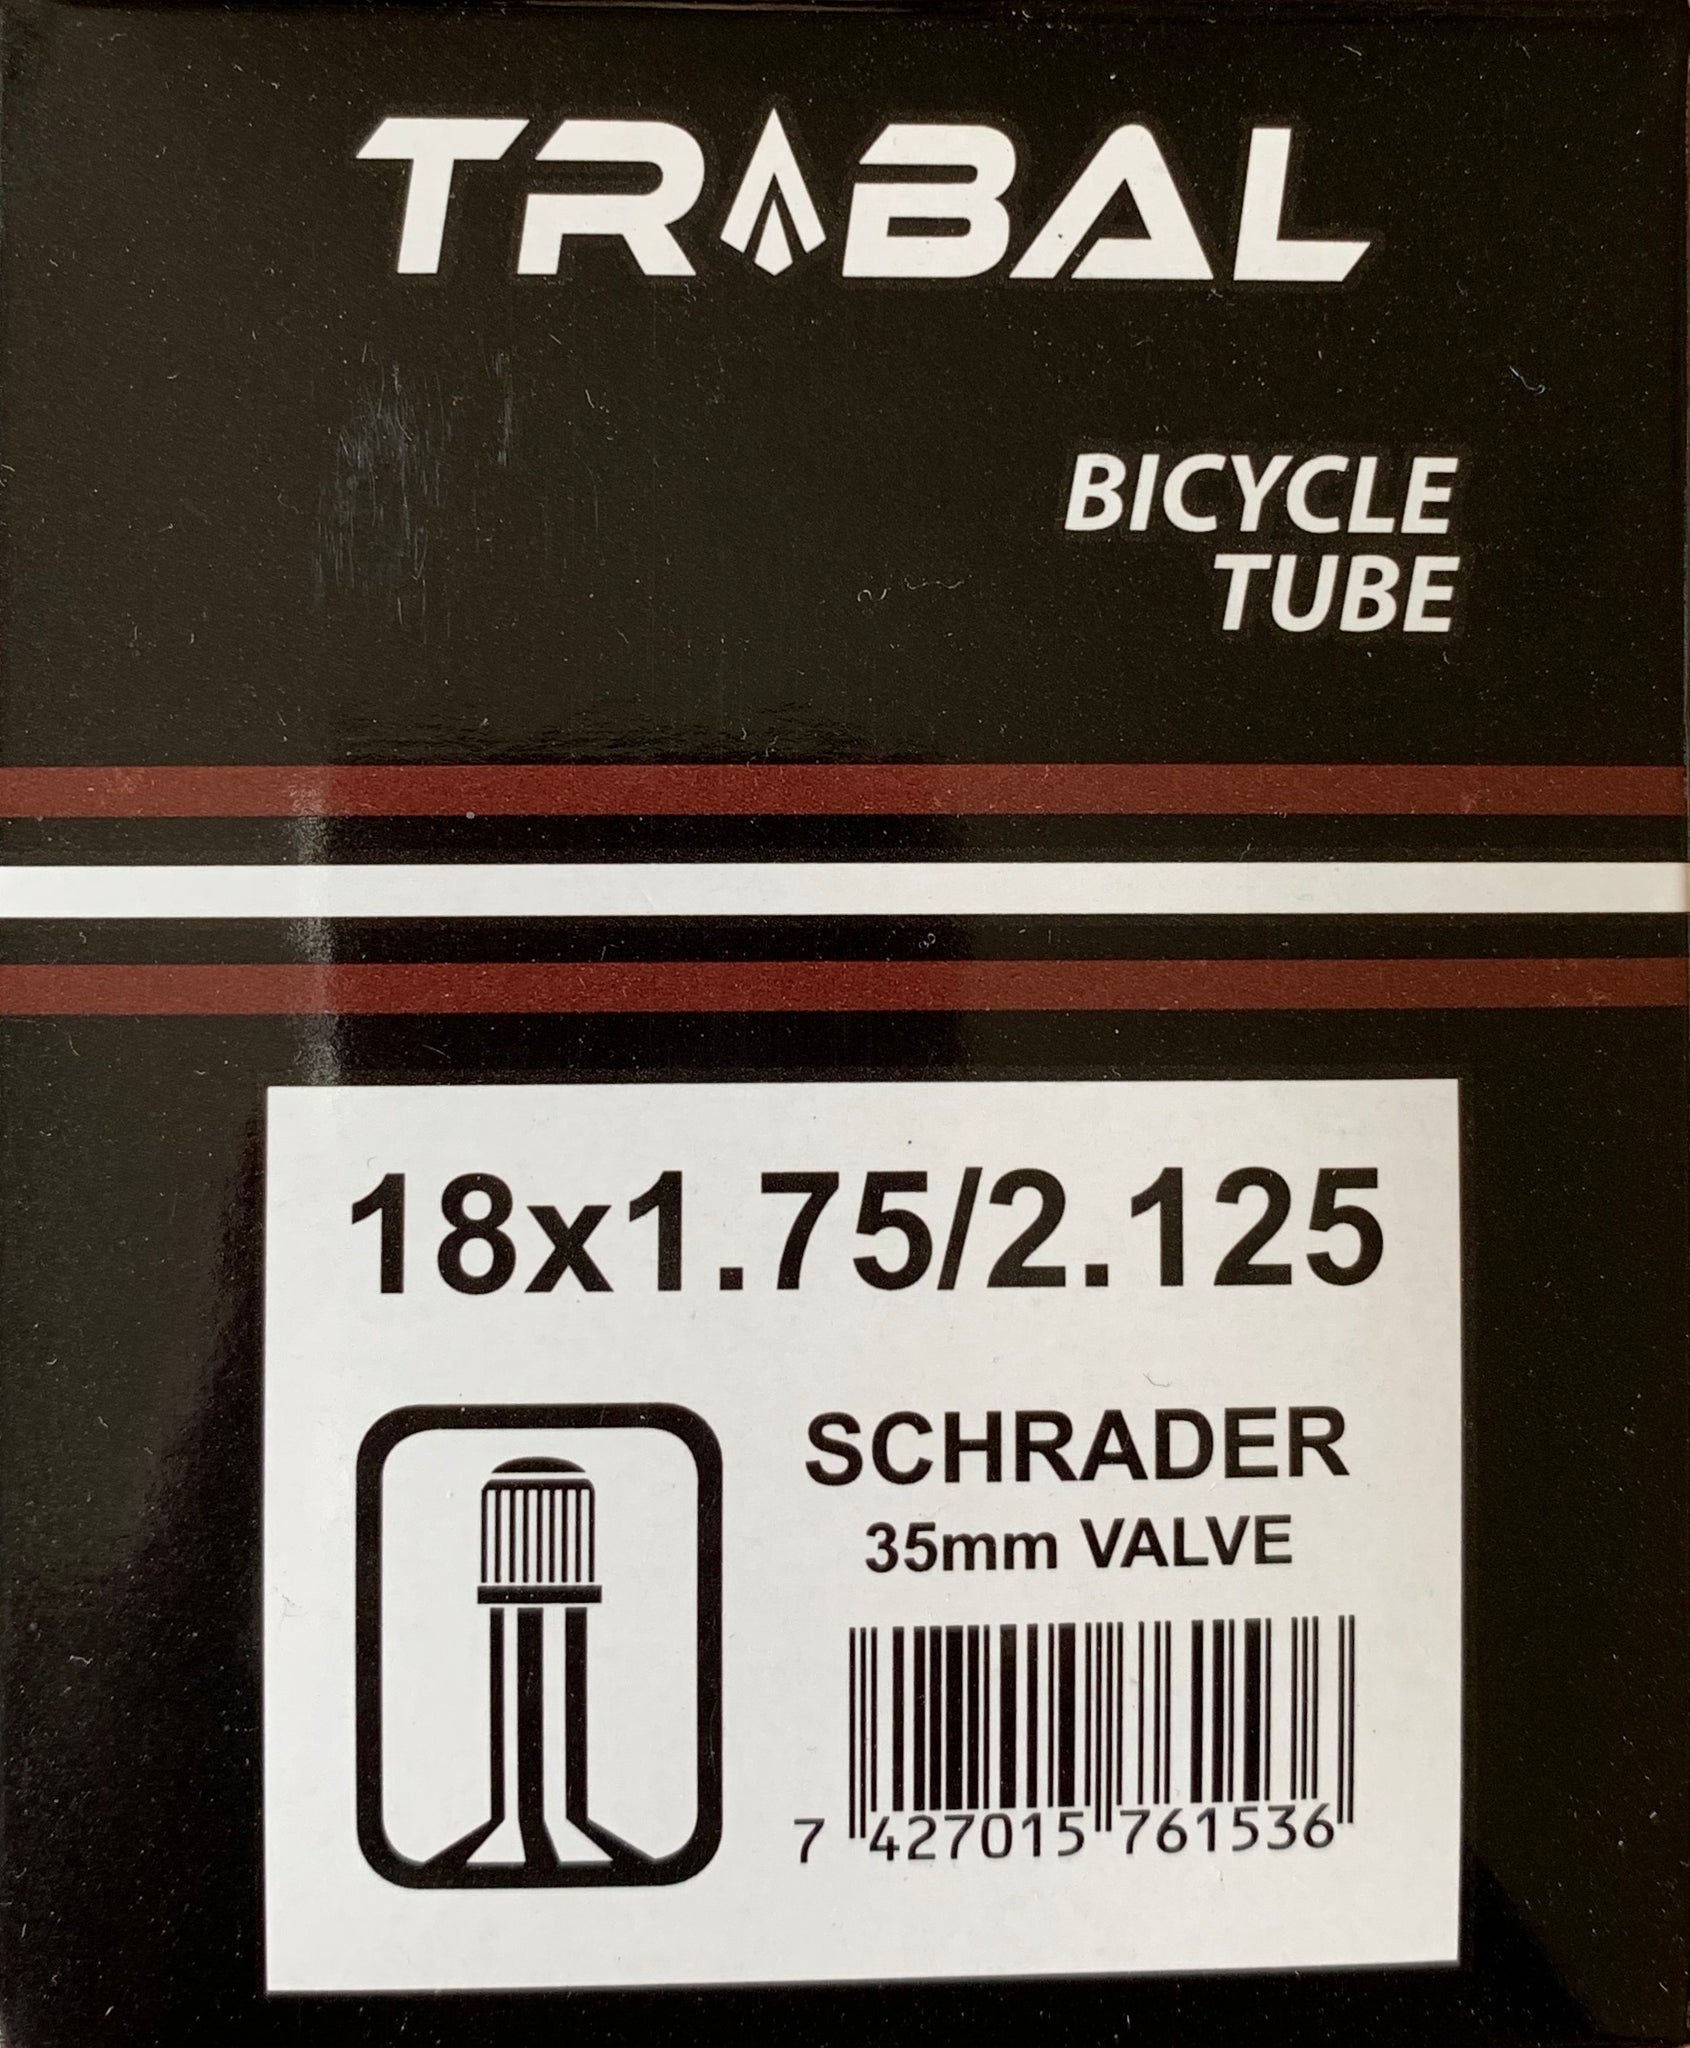 TRIBAL
BICYCLE
TUBE
18x1.75/2.125
SCHRADER
35mm VALVE
7 427015 761536